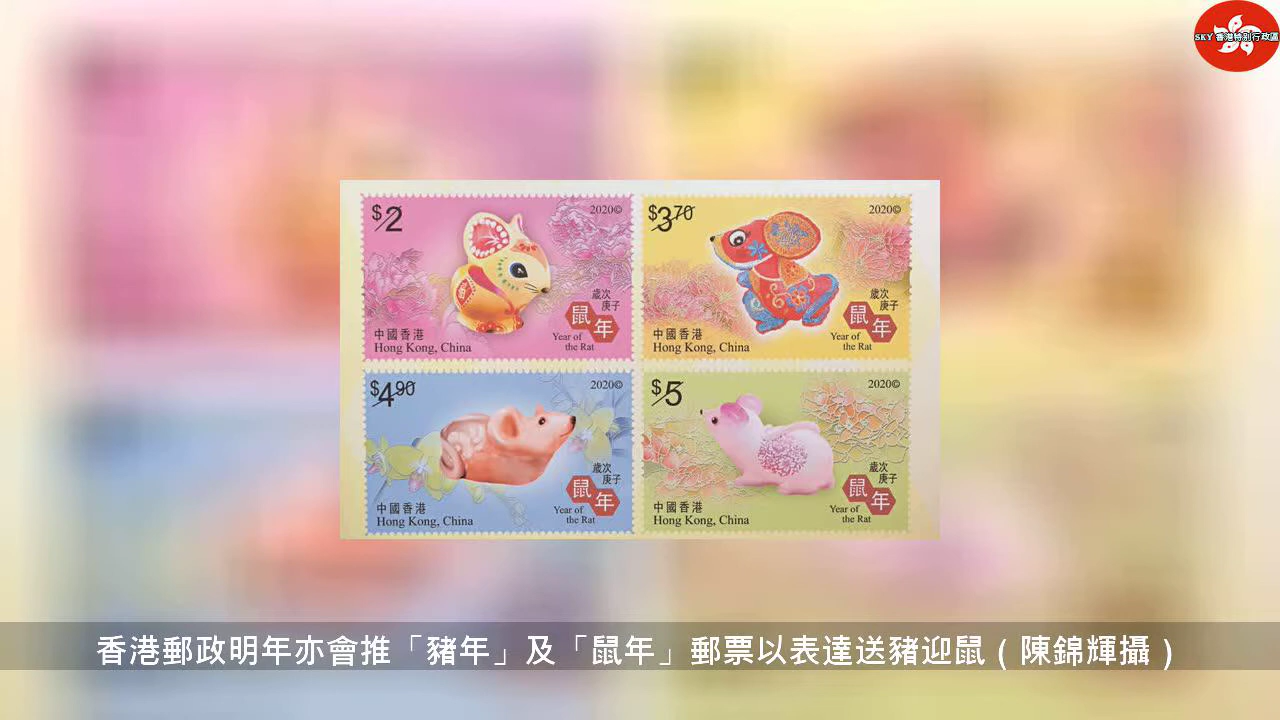 SKY 香港特別行政區
$2
2020©
歲次
庚子
鼠年
中國香港
Hong Kong, China
Year of
the Rat
$3.70
2020©
歲次
庚子
鼠年
中國香港
Hong Kong, China
Year of
the Rat
$4.90
2020©
歲次
庚子
鼠年
中國香港
Hong Kong, China
Year of
the Rat
$5
2020©
歲次
庚子
鼠年
中國香港
Hong Kong, China
Year of
the Rat
香港郵政明年亦會推「豬年」及「鼠年」郵票以表達送豬迎鼠（陳錦輝攝）